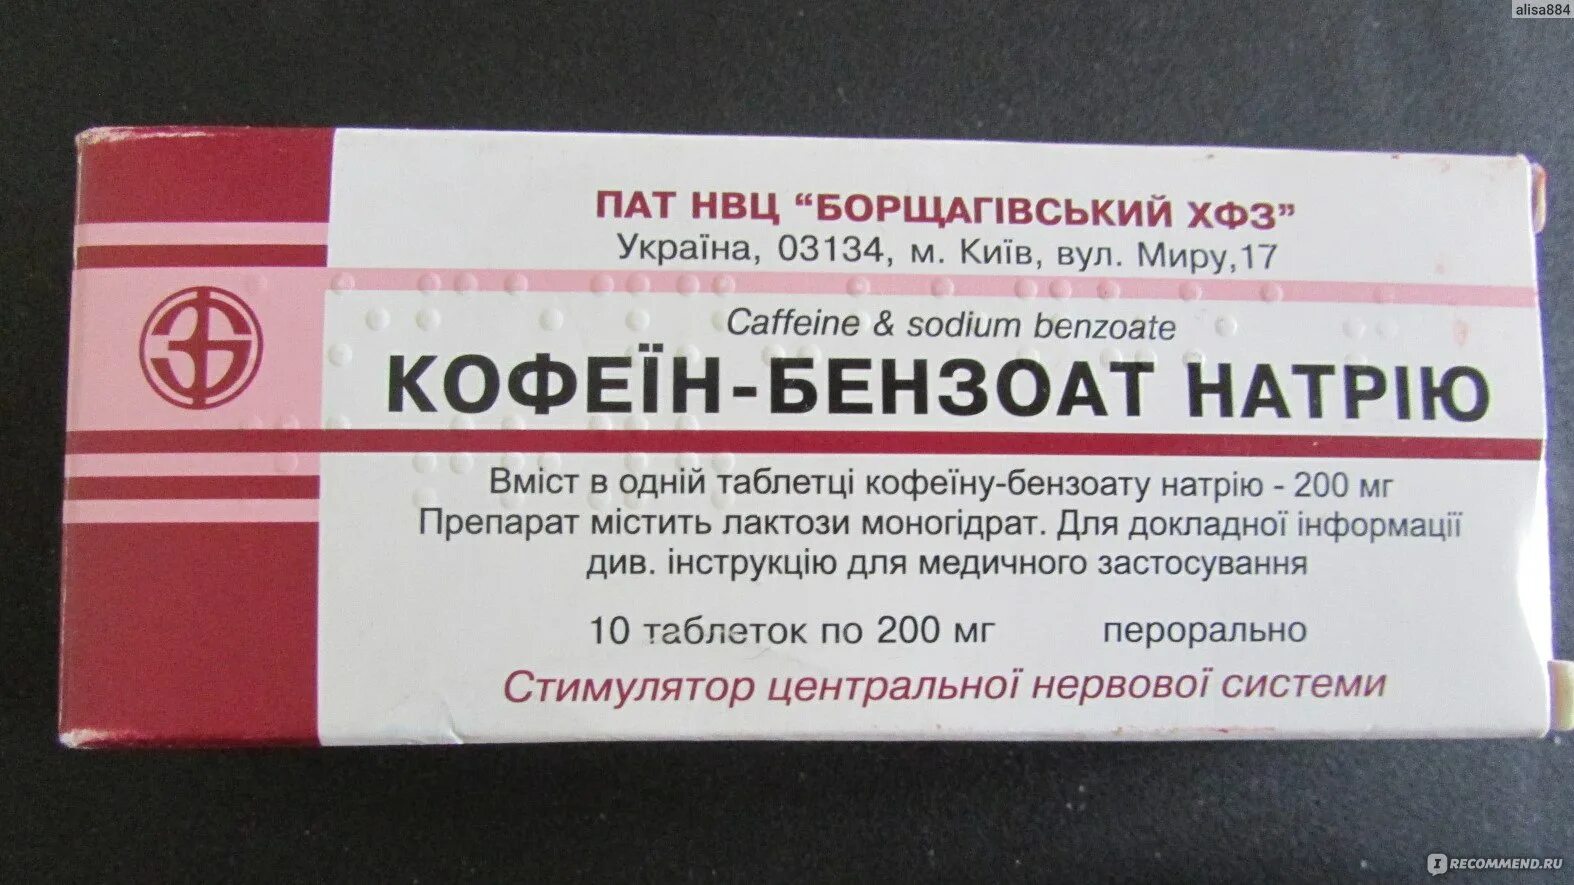 alisa884
ПАТ НВЦ “БОРЩАГІВСЬКИЙ ХФЗ”
Україна, 03134, м. Київ, вул. Миру,17
Caffeine & sodium benzoate
КОФЕЇН-БЕНЗОАТ НАТРІЮ
Вміст в одній таблетці кофеїну-бензоату натрію - 200 мг
Препарат містить лактози моногідрат. Для докладної інформації
див. інструкцію для медичного застосування
10 таблеток по 200 мг перорально
Стимулятор центральної нервової системи
IRECOMMEND.RU